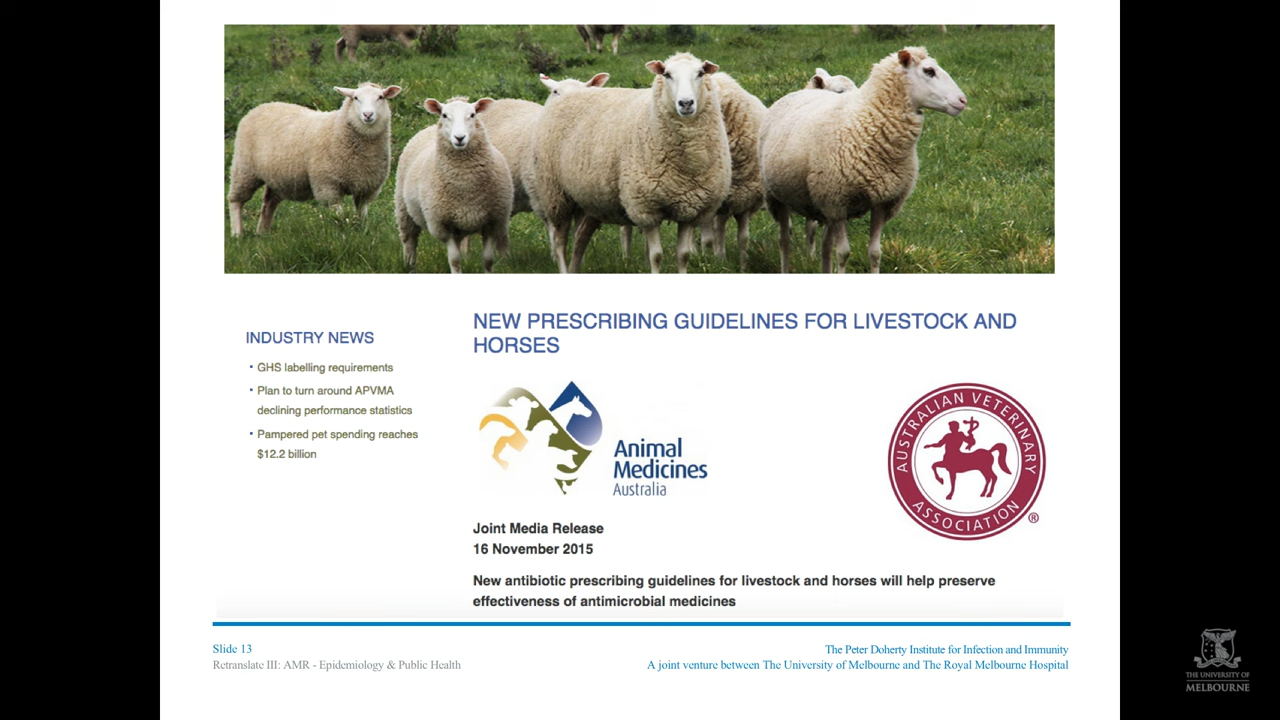 INDUSTRY NEWS
GHS labelling requirements
Plan to turn around APVMA
declining performance statistics
Pampered pet spending reaches
$12.2 billion
NEW PRESCRIBING GUIDELINES FOR LIVESTOCK AND
HORSES
Animal
Medicines
Australia
AUSTRALIAN VETERINARY
ASSOCIATION
®
Joint Media Release
16 November 2015
New antibiotic prescribing guidelines for livestock and horses will help preserve
effectiveness of antimicrobial medicines
Slide 13
Retranslate III: AMR - Epidemiology & Public Health
The Peter Doherty Institute for Infection and Immunity
A joint venture between The University of Melbourne and The Royal Melbourne Hospital
THE UNIVERSITY OF
MELBOURNE